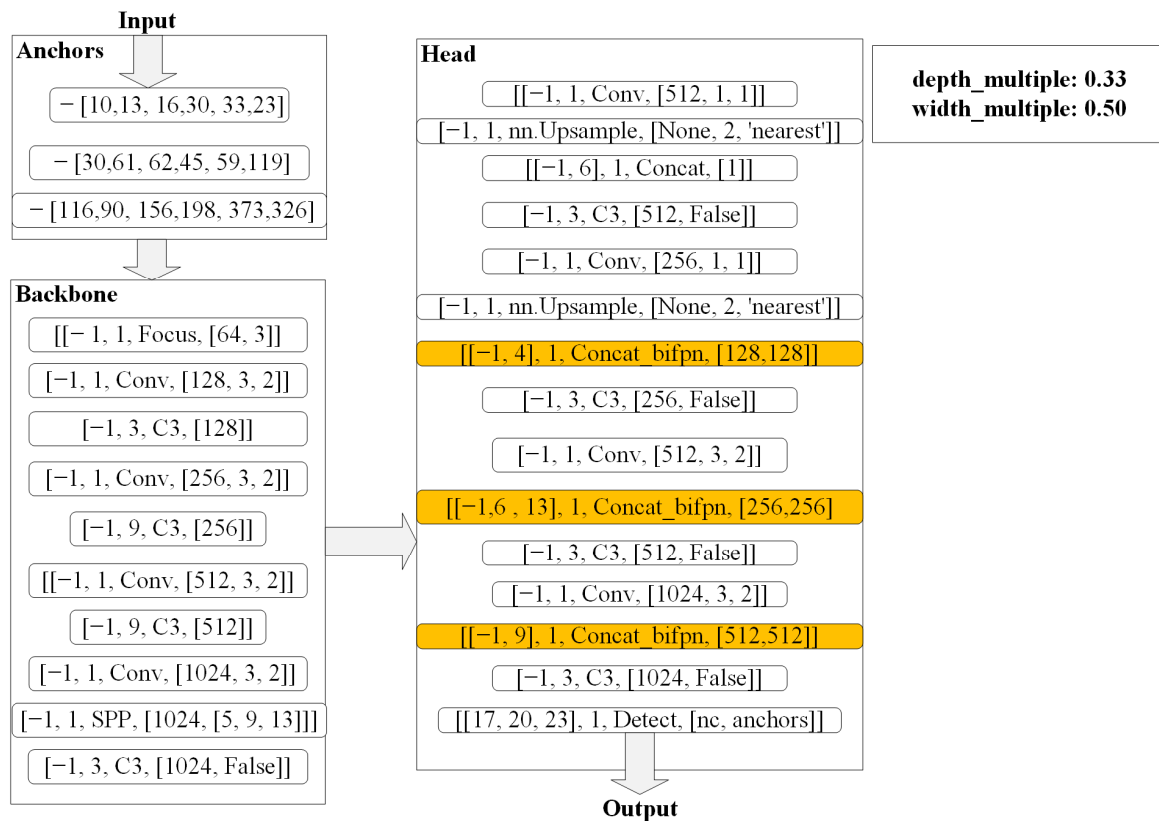 Input
Anchors
− [10,13, 16,30, 33,23]
− [30,61, 62,45, 59,119]
− [116,90, 156,198, 373,326]
Backbone
[[− 1, 1, Focus, [64, 3]]
[−1, 1, Conv, [128, 3, 2]]
[−1, 3, C3, [128]]
[−1, 1, Conv, [256, 3, 2]]
[−1, 9, C3, [256]]
[[−1, 1, Conv, [512, 3, 2]]
[−1, 9, C3, [512]]
[−1, 1, Conv, [1024, 3, 2]]
[−1, 1, SPP, [1024, [5, 9, 13]]]
[−1, 3, C3, [1024, False]]
Head
[[−1, 1, Conv, [512, 1, 1]]
[−1, 1, nn.Upsample, [None, 2, 'nearest']]
[[−1, 6], 1, Concat, [1]]
[−1, 3, C3, [512, False]]
[−1, 1, Conv, [256, 1, 1]]
[−1, 1, nn.Upsample, [None, 2, 'nearest']]
[[−1, 4], 1, Concat_bifpn, [128,128]]
[−1, 3, C3, [256, False]]
[−1, 1, Conv, [512, 3, 2]]
[[−1,6 , 13], 1, Concat_bifpn, [256,256]
[−1, 3, C3, [512, False]]
[−1, 1, Conv, [1024, 3, 2]]
[[−1, 9], 1, Concat_bifpn, [512,512]]
[−1, 3, C3, [1024, False]]
[[17, 20, 23], 1, Detect, [nc, anchors]]
Output
depth_multiple: 0.33
width_multiple: 0.50